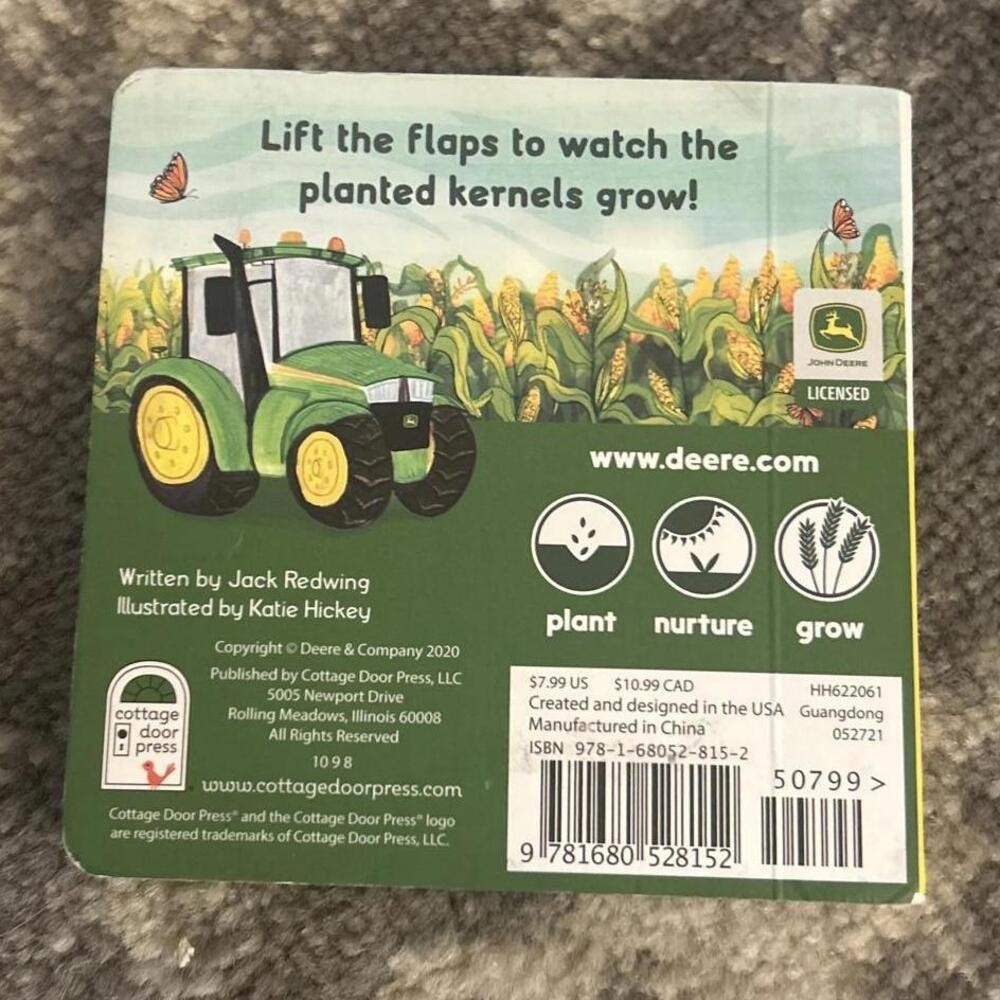 Lift the flaps to watch the
planted kernels grow!
JOHN DEERE
LICENSED
www.deere.com
plant
nurture
grow
Written by Jack Redwing
Illustrated by Katie Hickey
Copyright © Deere & Company 2020
Published by Cottage Door Press, LLC
5005 Newport Drive
Rolling Meadows, Illinois 60008
All Rights Reserved
10 9 8
www.cottagedoorpress.com
cottage
door
press
Cottage Door Press® and the Cottage Door Press® logo
are registered trademarks of Cottage Door Press, LLC.
$7.99 US $10.99 CAD
Created and designed in the USA
Manufactured in China
ISBN 978-1-68052-815-2
HH622061
Guangdong
052721
50799 >
9 781680 528152